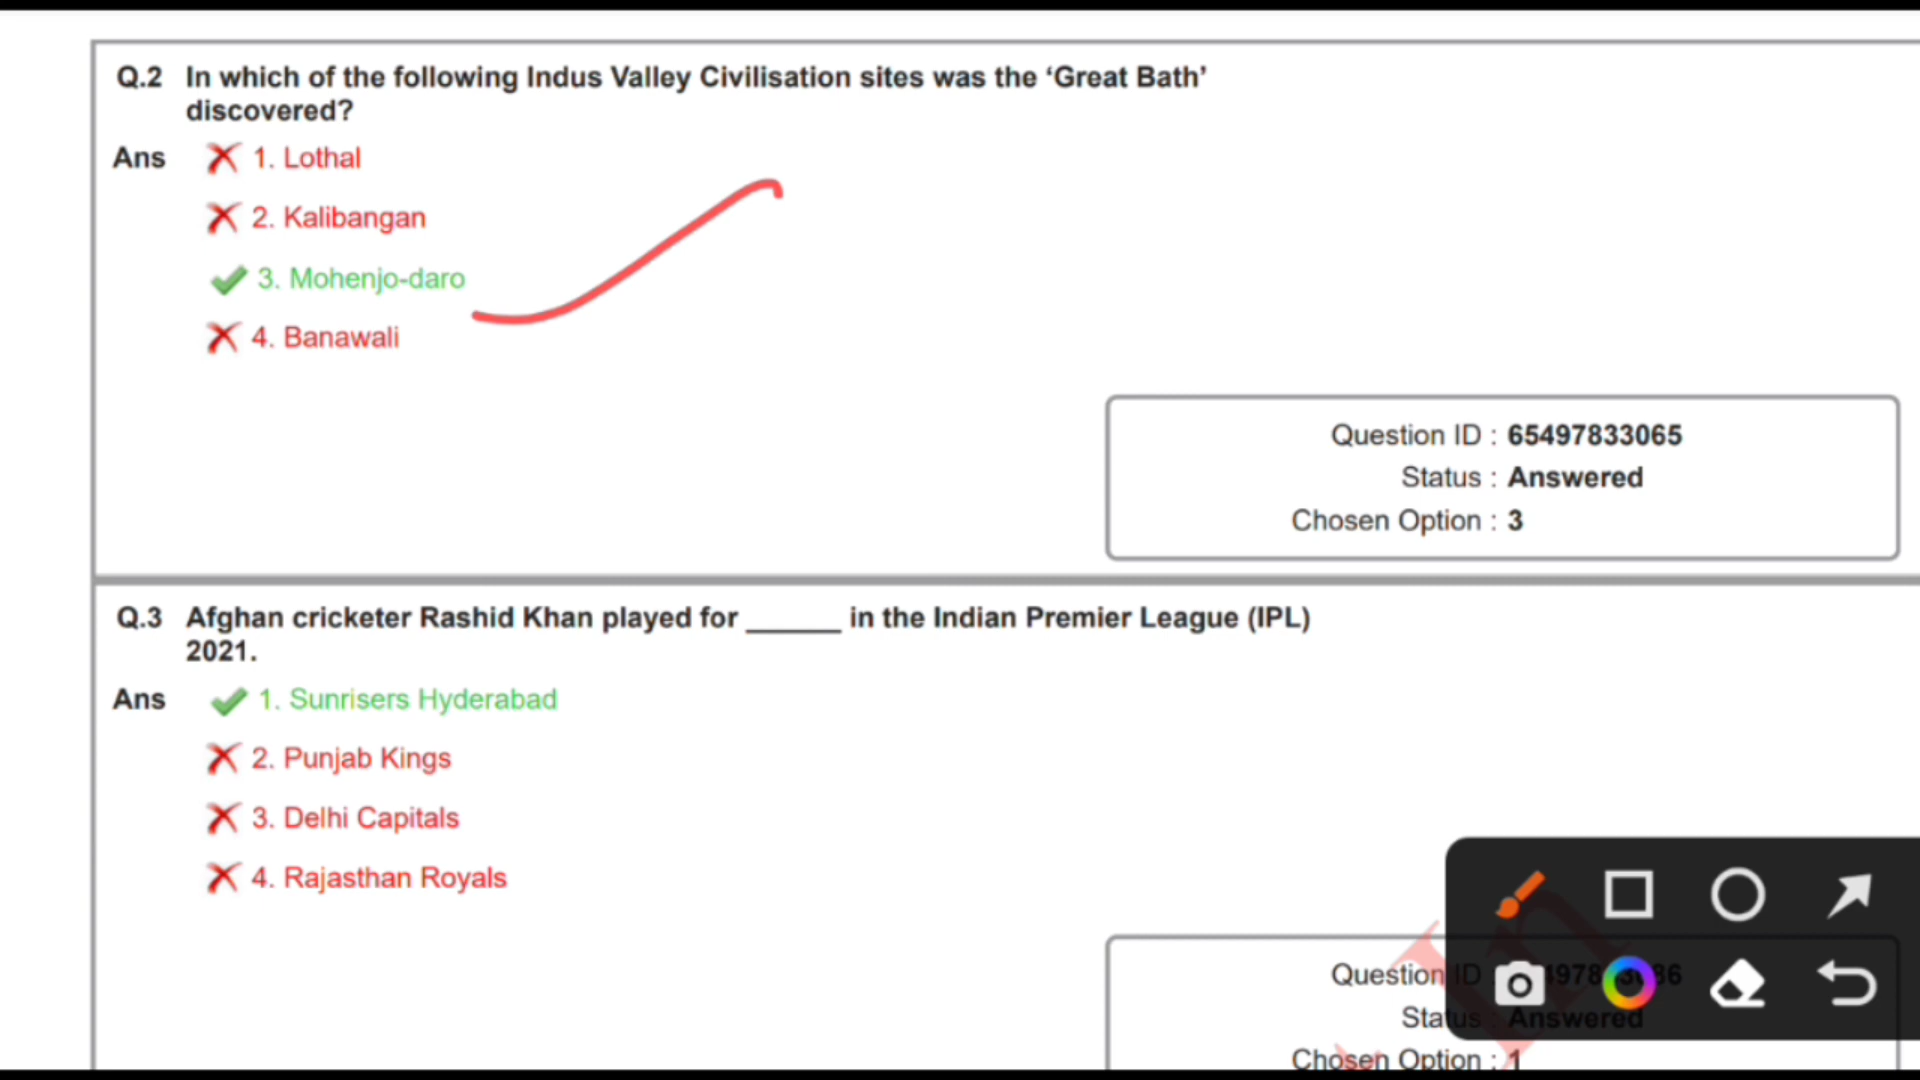 Q.2 In which of the following Indus Valley Civilisation sites was the ‘Great Bath’
discovered?
Ans 1. Lothal
2. Kalibangan
3. Mohenjo-daro
4. Banawali
Question ID : 65497833065
Status : Answered
Chosen Option : 3
Q.3 Afghan cricketer Rashid Khan played for ______ in the Indian Premier League (IPL)
2021.
Ans 1. Sunrisers Hyderabad
2. Punjab Kings
3. Delhi Capitals
4. Rajasthan Royals
Question ID
Status : Answered
Chosen Option : 1